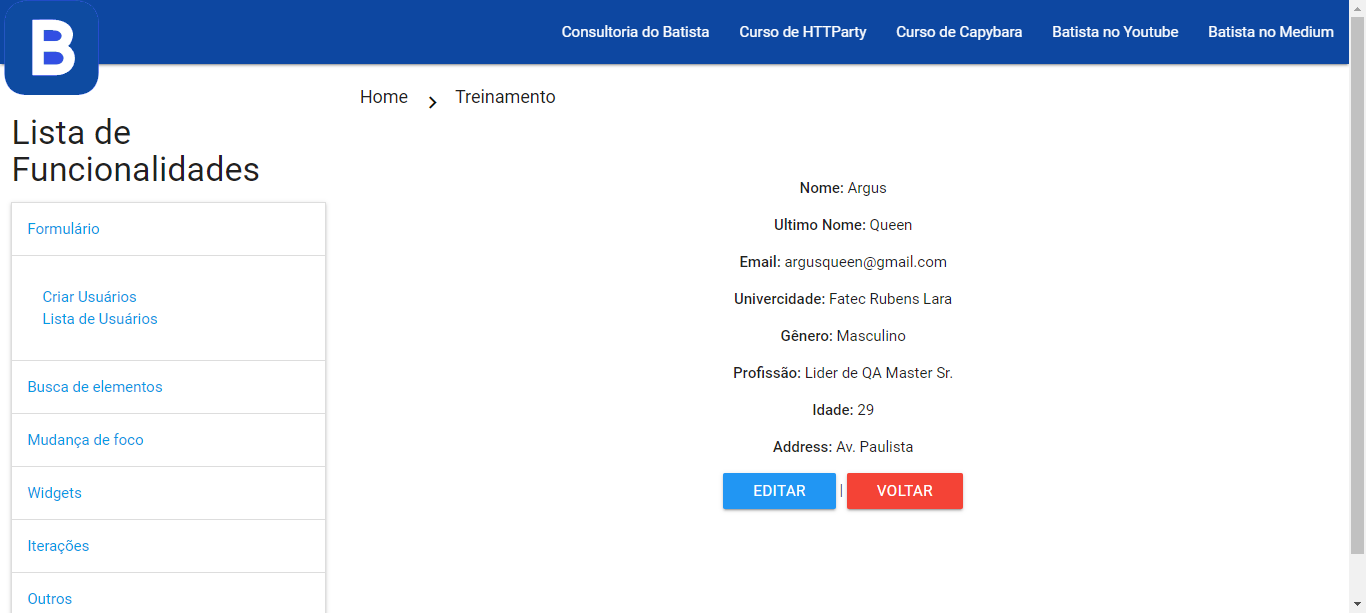 B
Consultoria do Batista
Curso de HTTParty
Curso de Capybara
Batista no Youtube
Batista no Medium
Home
Treinamento
Lista de
Funcionalidades
Formulário
Criar Usuários
Lista de Usuários
Busca de elementos
Mudança de foco
Widgets
Iterações
Outros
Nome: Argus
Ultimo Nome: Queen
Email: argusqueen@gmail.com
Univercidade: Fatec Rubens Lara
Gênero: Masculino
Profissão: Lider de QA Master Sr.
Idade: 29
Address: Av. Paulista
EDITAR | VOLTAR